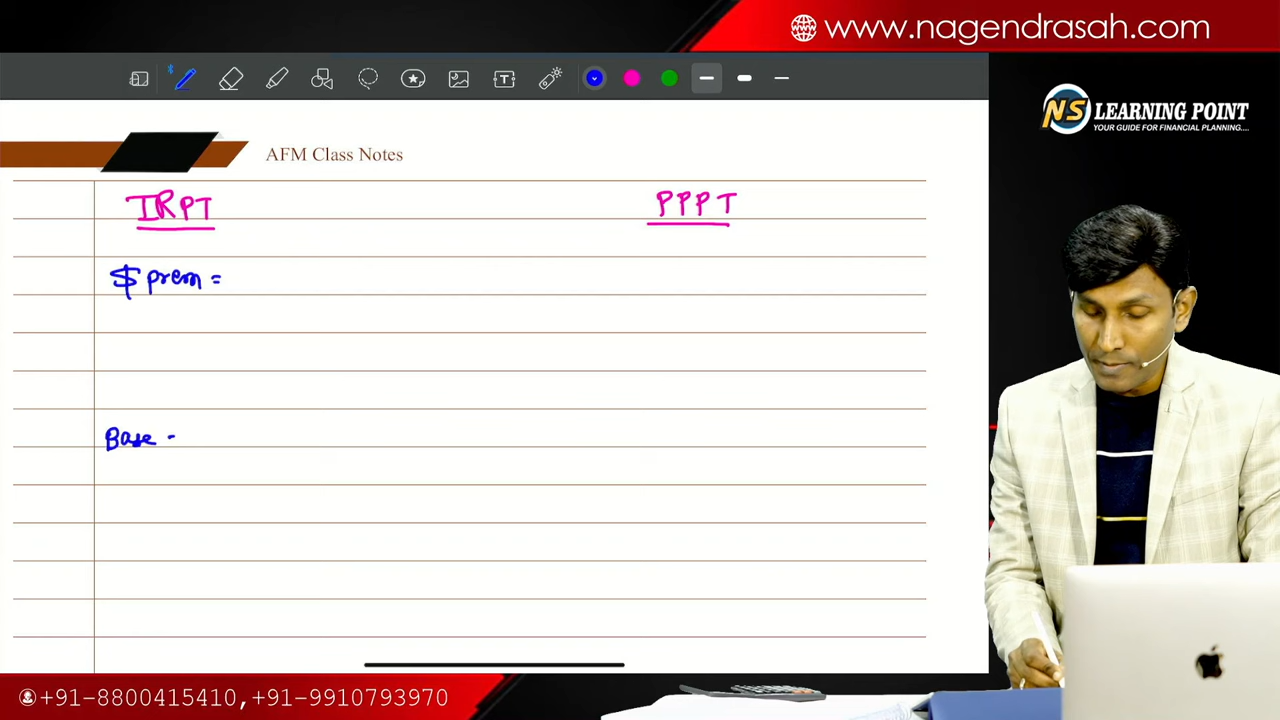 www.nagendrasah.com
NS LEARNING POINT
YOUR GUIDE FOR FINANCIAL PLANNING....
AFM Class Notes
IRPT
PPPT
$ prem =
Base -
+91-8800415410,+91-9910793970